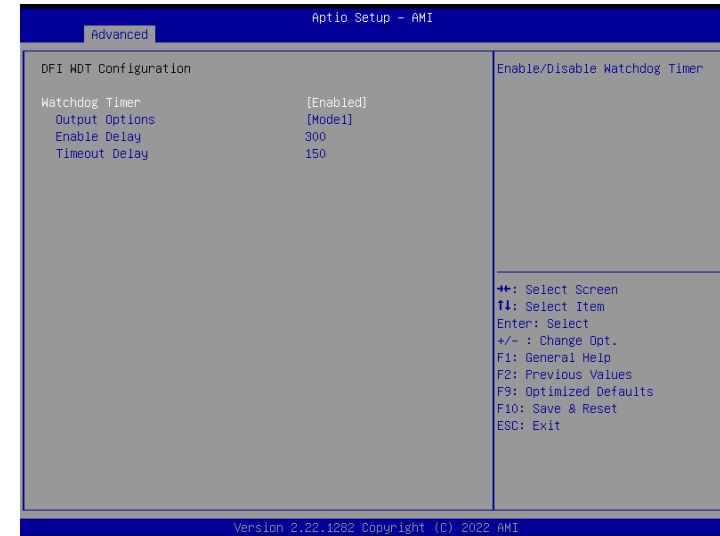 Aptio Setup – AMI
Advanced
DFI WDT Configuration
Watchdog Timer [Enabled]
Output Options [Mode1]
Enable Delay 300
Timeout Delay 150
Enable/Disable Watchdog Timer
→←: Select Screen
↑↓: Select Item
Enter: Select
+/- : Change Opt.
F1: General Help
F2: Previous Values
F9: Optimized Defaults
F10: Save & Reset
ESC: Exit
Version 2.22.1282 Copyright (C) 2022 AMI